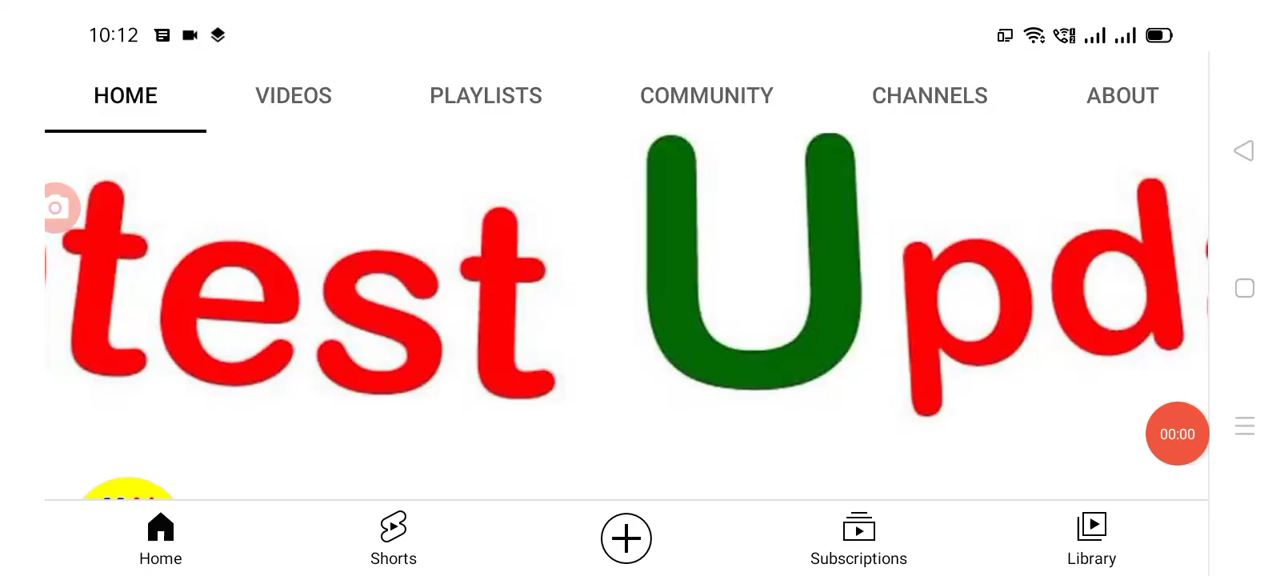 10:12
HOME VIDEOS PLAYLISTS COMMUNITY CHANNELS ABOUT
test Upd
00:00
Home Shorts Subscriptions Library